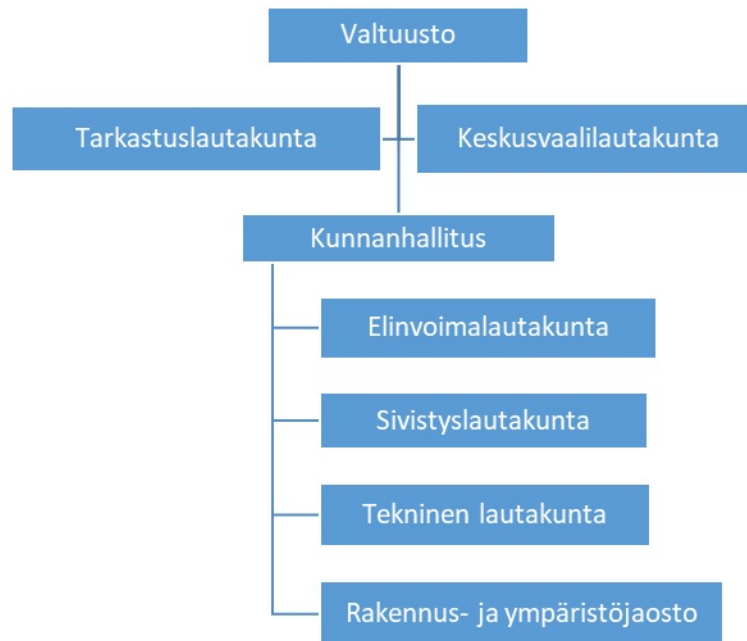 Valtuusto
Tarkastuslautakunta
Keskusvaalilautakunta
Kunnanhallitus
Elinvoimalautakunta
Sivistyslautakunta
Tekninen lautakunta
Rakennus- ja ympäristöjaosto